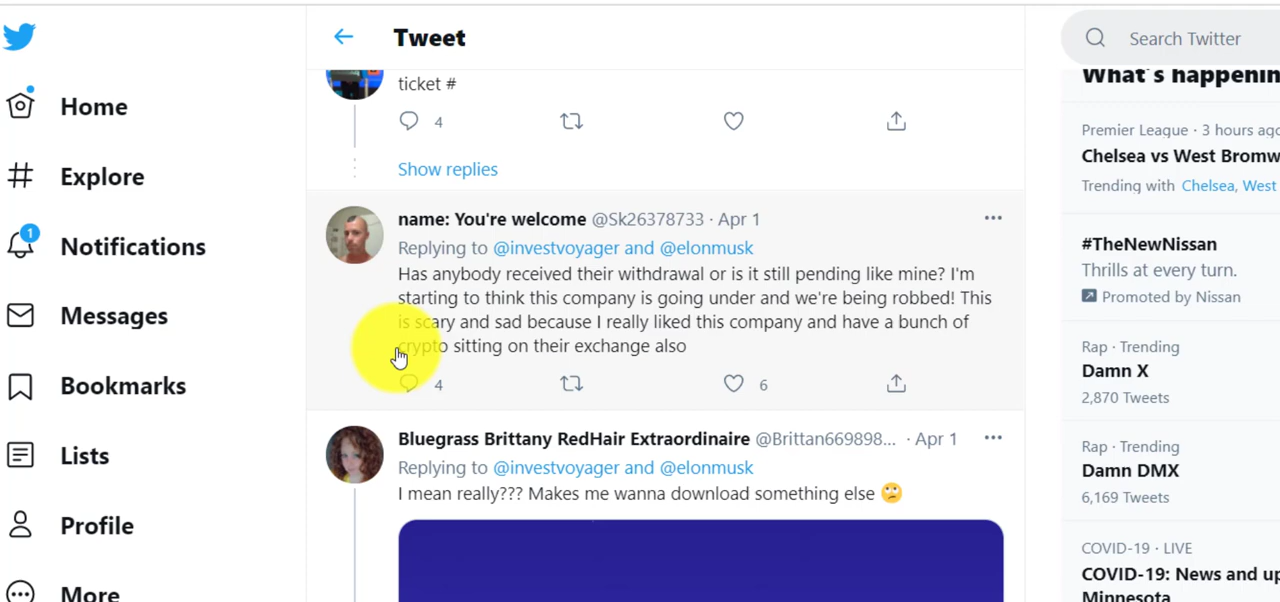 Tweet
Search Twitter
Home
Explore
Notifications
1
Messages
Bookmarks
Lists
Profile
More
ticket #
4
Show replies
name: You're welcome @Sk26378733 · Apr 1
Replying to @investvoyager and @elonmusk
Has anybody received their withdrawal or is it still pending like mine? I'm
starting to think this company is going under and we're being robbed! This
is scary and sad because I really liked this company and have a bunch of
crypto sitting on their exchange also
4
6
Bluegrass Brittany RedHair Extraordinaire @Brittan669898... · Apr 1
Replying to @investvoyager and @elonmusk
I mean really??? Makes me wanna download something else 🙄
What's happenin
Premier League · 3 hours ago
Chelsea vs West Bromw
Trending with Chelsea, West
#TheNewNissan
Thrills at every turn.
Promoted by Nissan
Rap · Trending
Damn X
2,870 Tweets
Rap · Trending
Damn DMX
6,169 Tweets
COVID-19 · LIVE
COVID-19: News and up
Minnesota